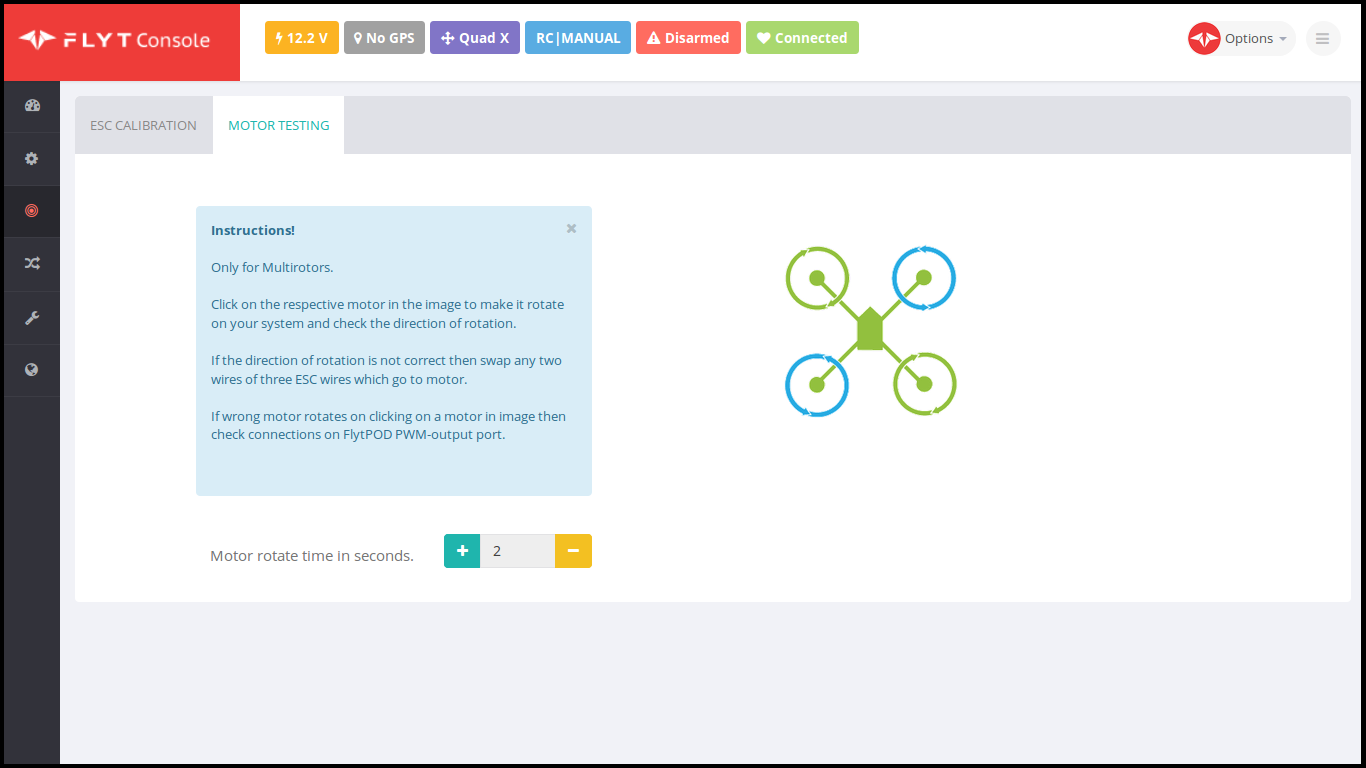 FLYT Console
12.2 V
No GPS
Quad X
RC|MANUAL
Disarmed
Connected
Options
ESC CALIBRATION
MOTOR TESTING
Instructions!
Only for Multirotors.
Click on the respective motor in the image to make it rotate
on your system and check the direction of rotation.
If the direction of rotation is not correct then swap any two
wires of three ESC wires which go to motor.
If wrong motor rotates on clicking on a motor in image then
check connections on FlytPOD PWM-output port.
Motor rotate time in seconds.
2